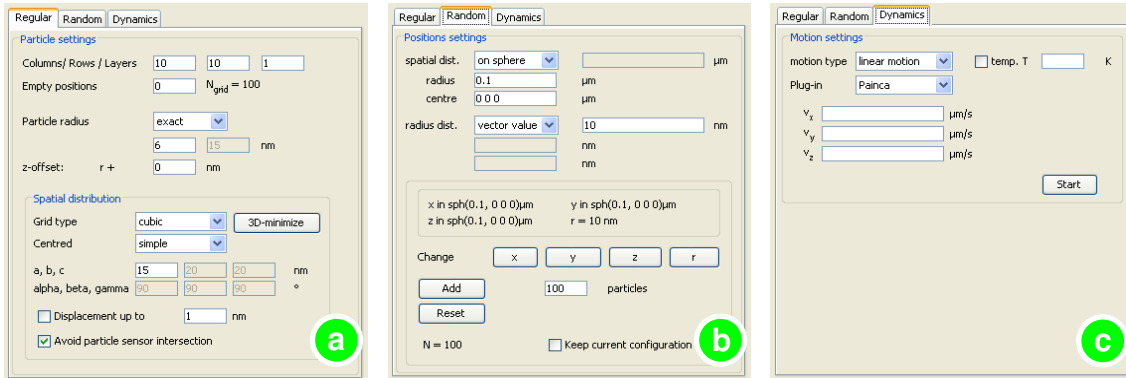 Regular Random Dynamics
Particle settings
Columns/ Rows / Layers 10 10 1
Empty positions 0 Ngrid = 100
Particle radius exact
6 15 nm
z-offset: r + 0 nm
Spatial distribution
Grid type cubic 3D-minimize
Centred simple
a, b, c 15 20 20 nm
alpha, beta, gamma 90 90 90 °
Displacement up to 1 nm
Avoid particle sensor intersection
a
Regular Random Dynamics
Positions settings
spatial dist. on sphere µm
radius 0.1 µm
centre 0 0 0 µm
radius dist. vector value 10 nm
nm
nm
x in sph(0.1, 0 0 0)µm y in sph(0.1, 0 0 0)µm
z in sph(0.1, 0 0 0)µm r = 10 nm
Change x y z r
Add 100 particles
Reset
N = 100 Keep current configuration
b
Regular Random Dynamics
Motion settings
motion type linear motion temp. T K
Plug-in Painca
vx µm/s
vy µm/s
vz µm/s
Start
c